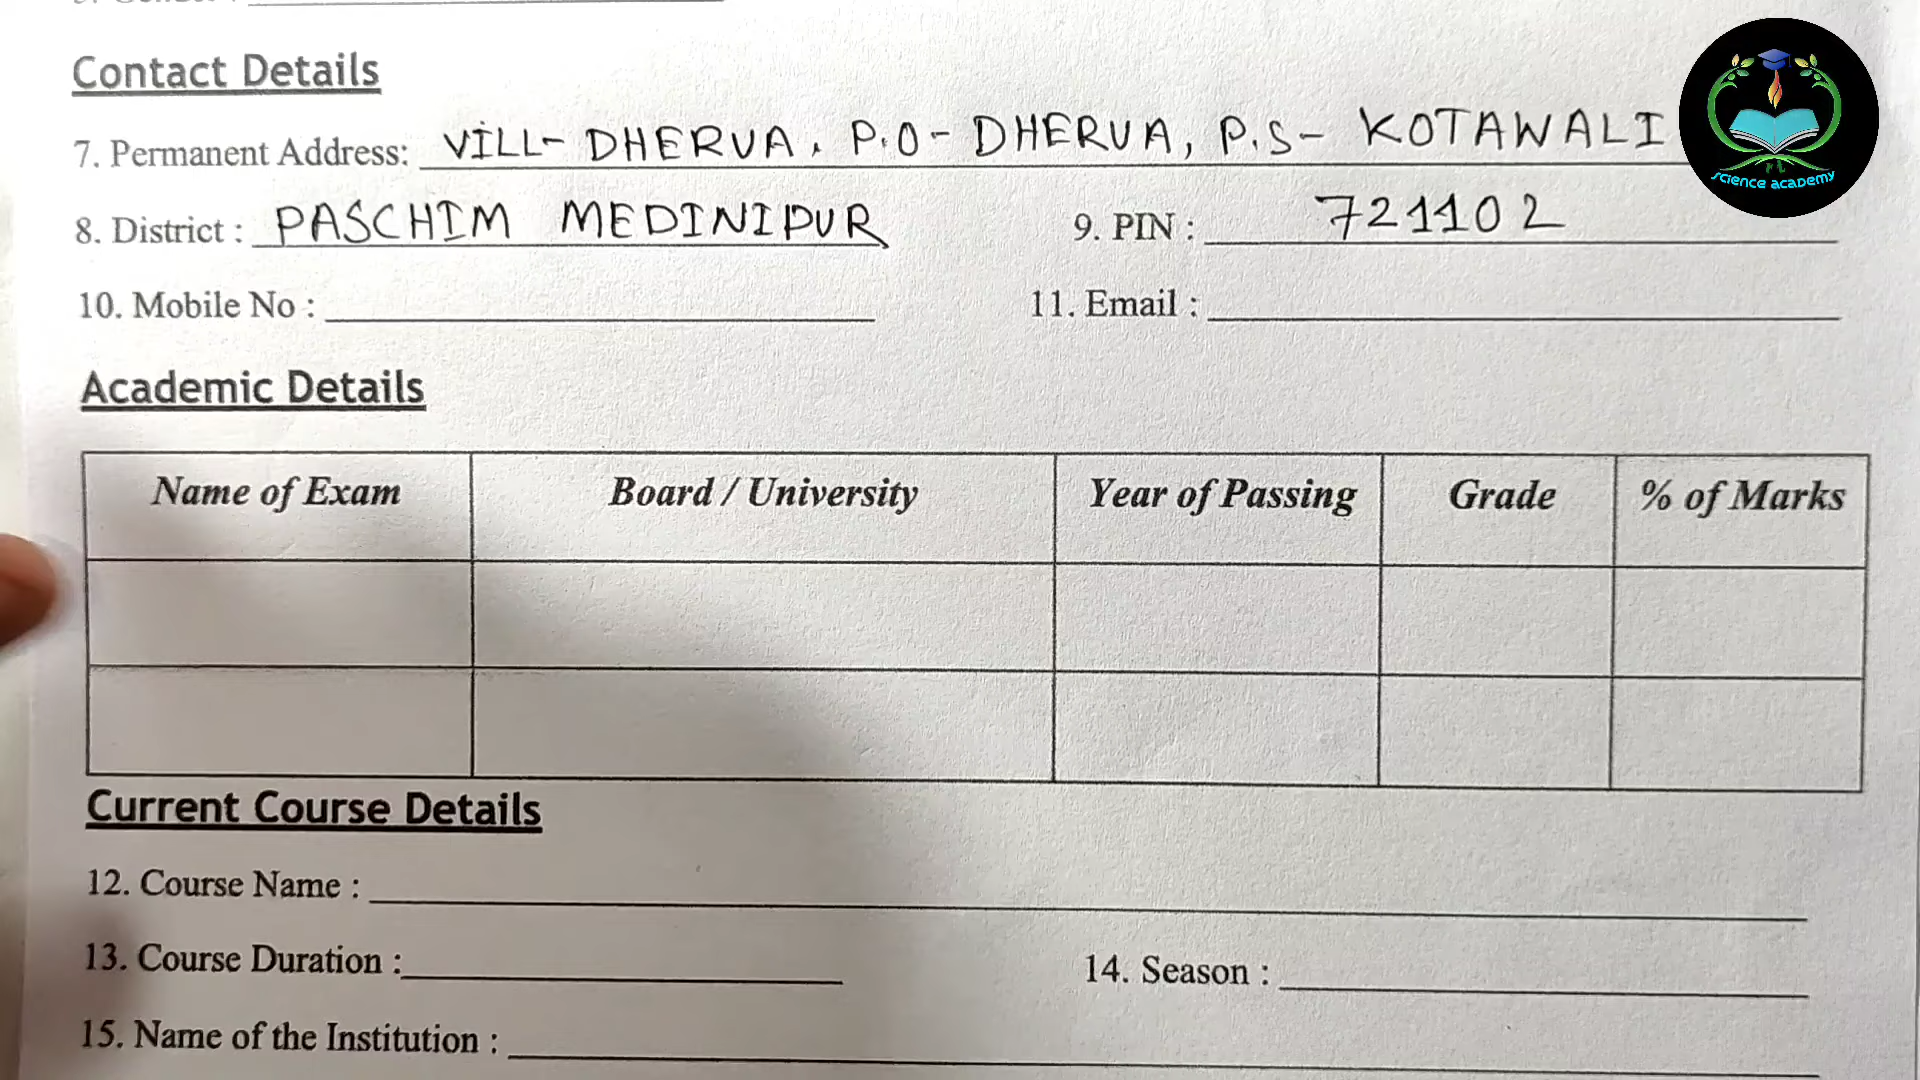 Contact Details
7. Permanent Address: VILL- DHERUA, P.O- DHERUA, P.S- KOTAWALI
8. District : PASCHIM MEDINIPUR 9. PIN : 721102
10. Mobile No : 11. Email :
Academic Details
Name of Exam Board / University Year of Passing Grade % of Marks
Current Course Details
12. Course Name :
13. Course Duration : 14. Season :
15. Name of the Institution :
science academy